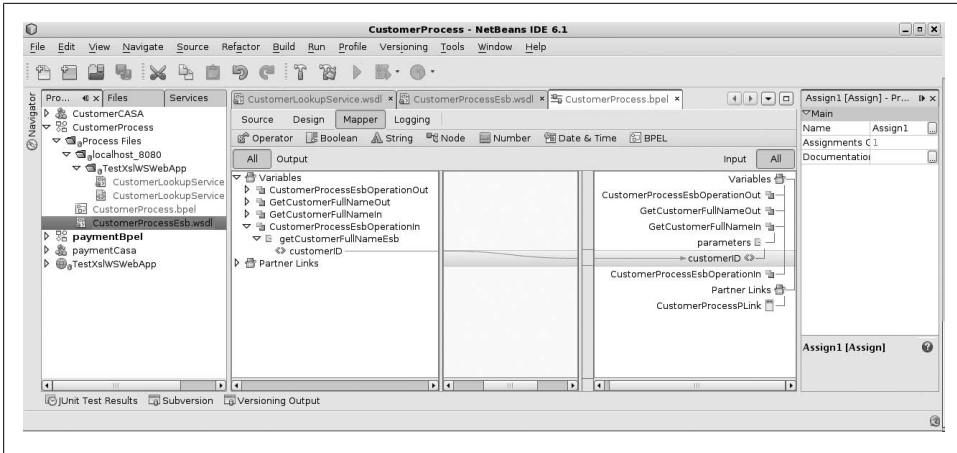 CustomerProcess - NetBeans IDE 6.1
File Edit View Navigate Source Refactor Build Run Profile Versioning Tools Window Help
Navigator
Pro... Files Services
CustomerCASA
CustomerProcess
Process Files
localhost_8080
TestXslWSWebApp
CustomerLookupService
CustomerLookupService
CustomerProcess.bpel
CustomerProcessEsb.wsdl
paymentBpel
paymentCasa
TestXslWSWebApp
CustomerLookupService.wsdl CustomerProcessEsb.wsdl CustomerProcess.bpel
Source Design Mapper Logging
Operator Boolean String Node Number Date & Time BPEL
All Output Input All
Variables
CustomerProcessEsbOperationOut
GetCustomerFullNameOut
GetCustomerFullNameIn
CustomerProcessEsbOperationIn
getCustomerFullNameEsb
customerID
Partner Links
Variables
CustomerProcessEsbOperationOut
GetCustomerFullNameOut
GetCustomerFullNameIn
parameters
customerID
CustomerProcessEsbOperationIn
Partner Links
CustomerProcessPLink
Assign1 [Assign] - Pr...
Main
Name Assign1
Assignments C 1
Documentation
Assign1 [Assign]
JUnit Test Results Subversion Versioning Output